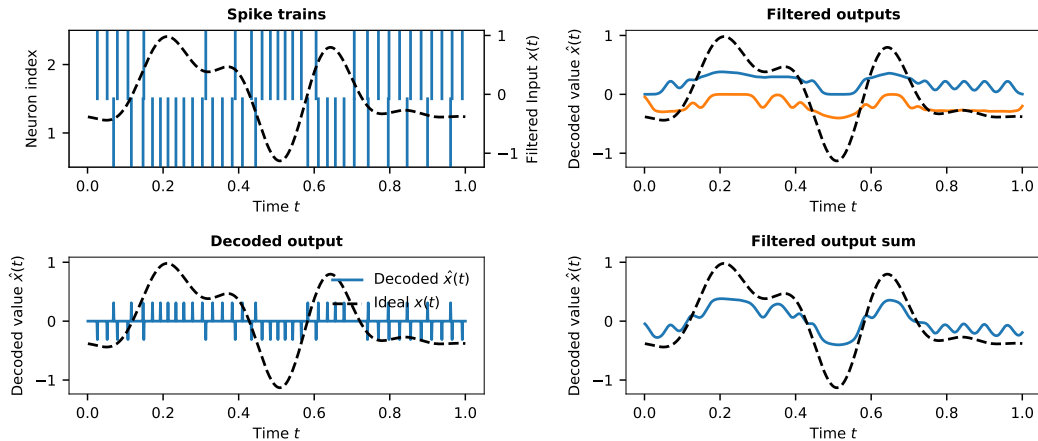 Spike trains
Neuron index
2
1
Filtered Input x(t)
1
0
−1
0.0 0.2 0.4 0.6 0.8 1.0
Time t
Filtered outputs
Decoded value x̂(t)
1
0
−1
0.0 0.2 0.4 0.6 0.8 1.0
Time t
Decoded output
Decoded value x̂(t)
1
0
−1
Decoded x̂(t)
Ideal x(t)
0.0 0.2 0.4 0.6 0.8 1.0
Time t
Filtered output sum
Decoded value x̂(t)
1
0
−1
0.0 0.2 0.4 0.6 0.8 1.0
Time t